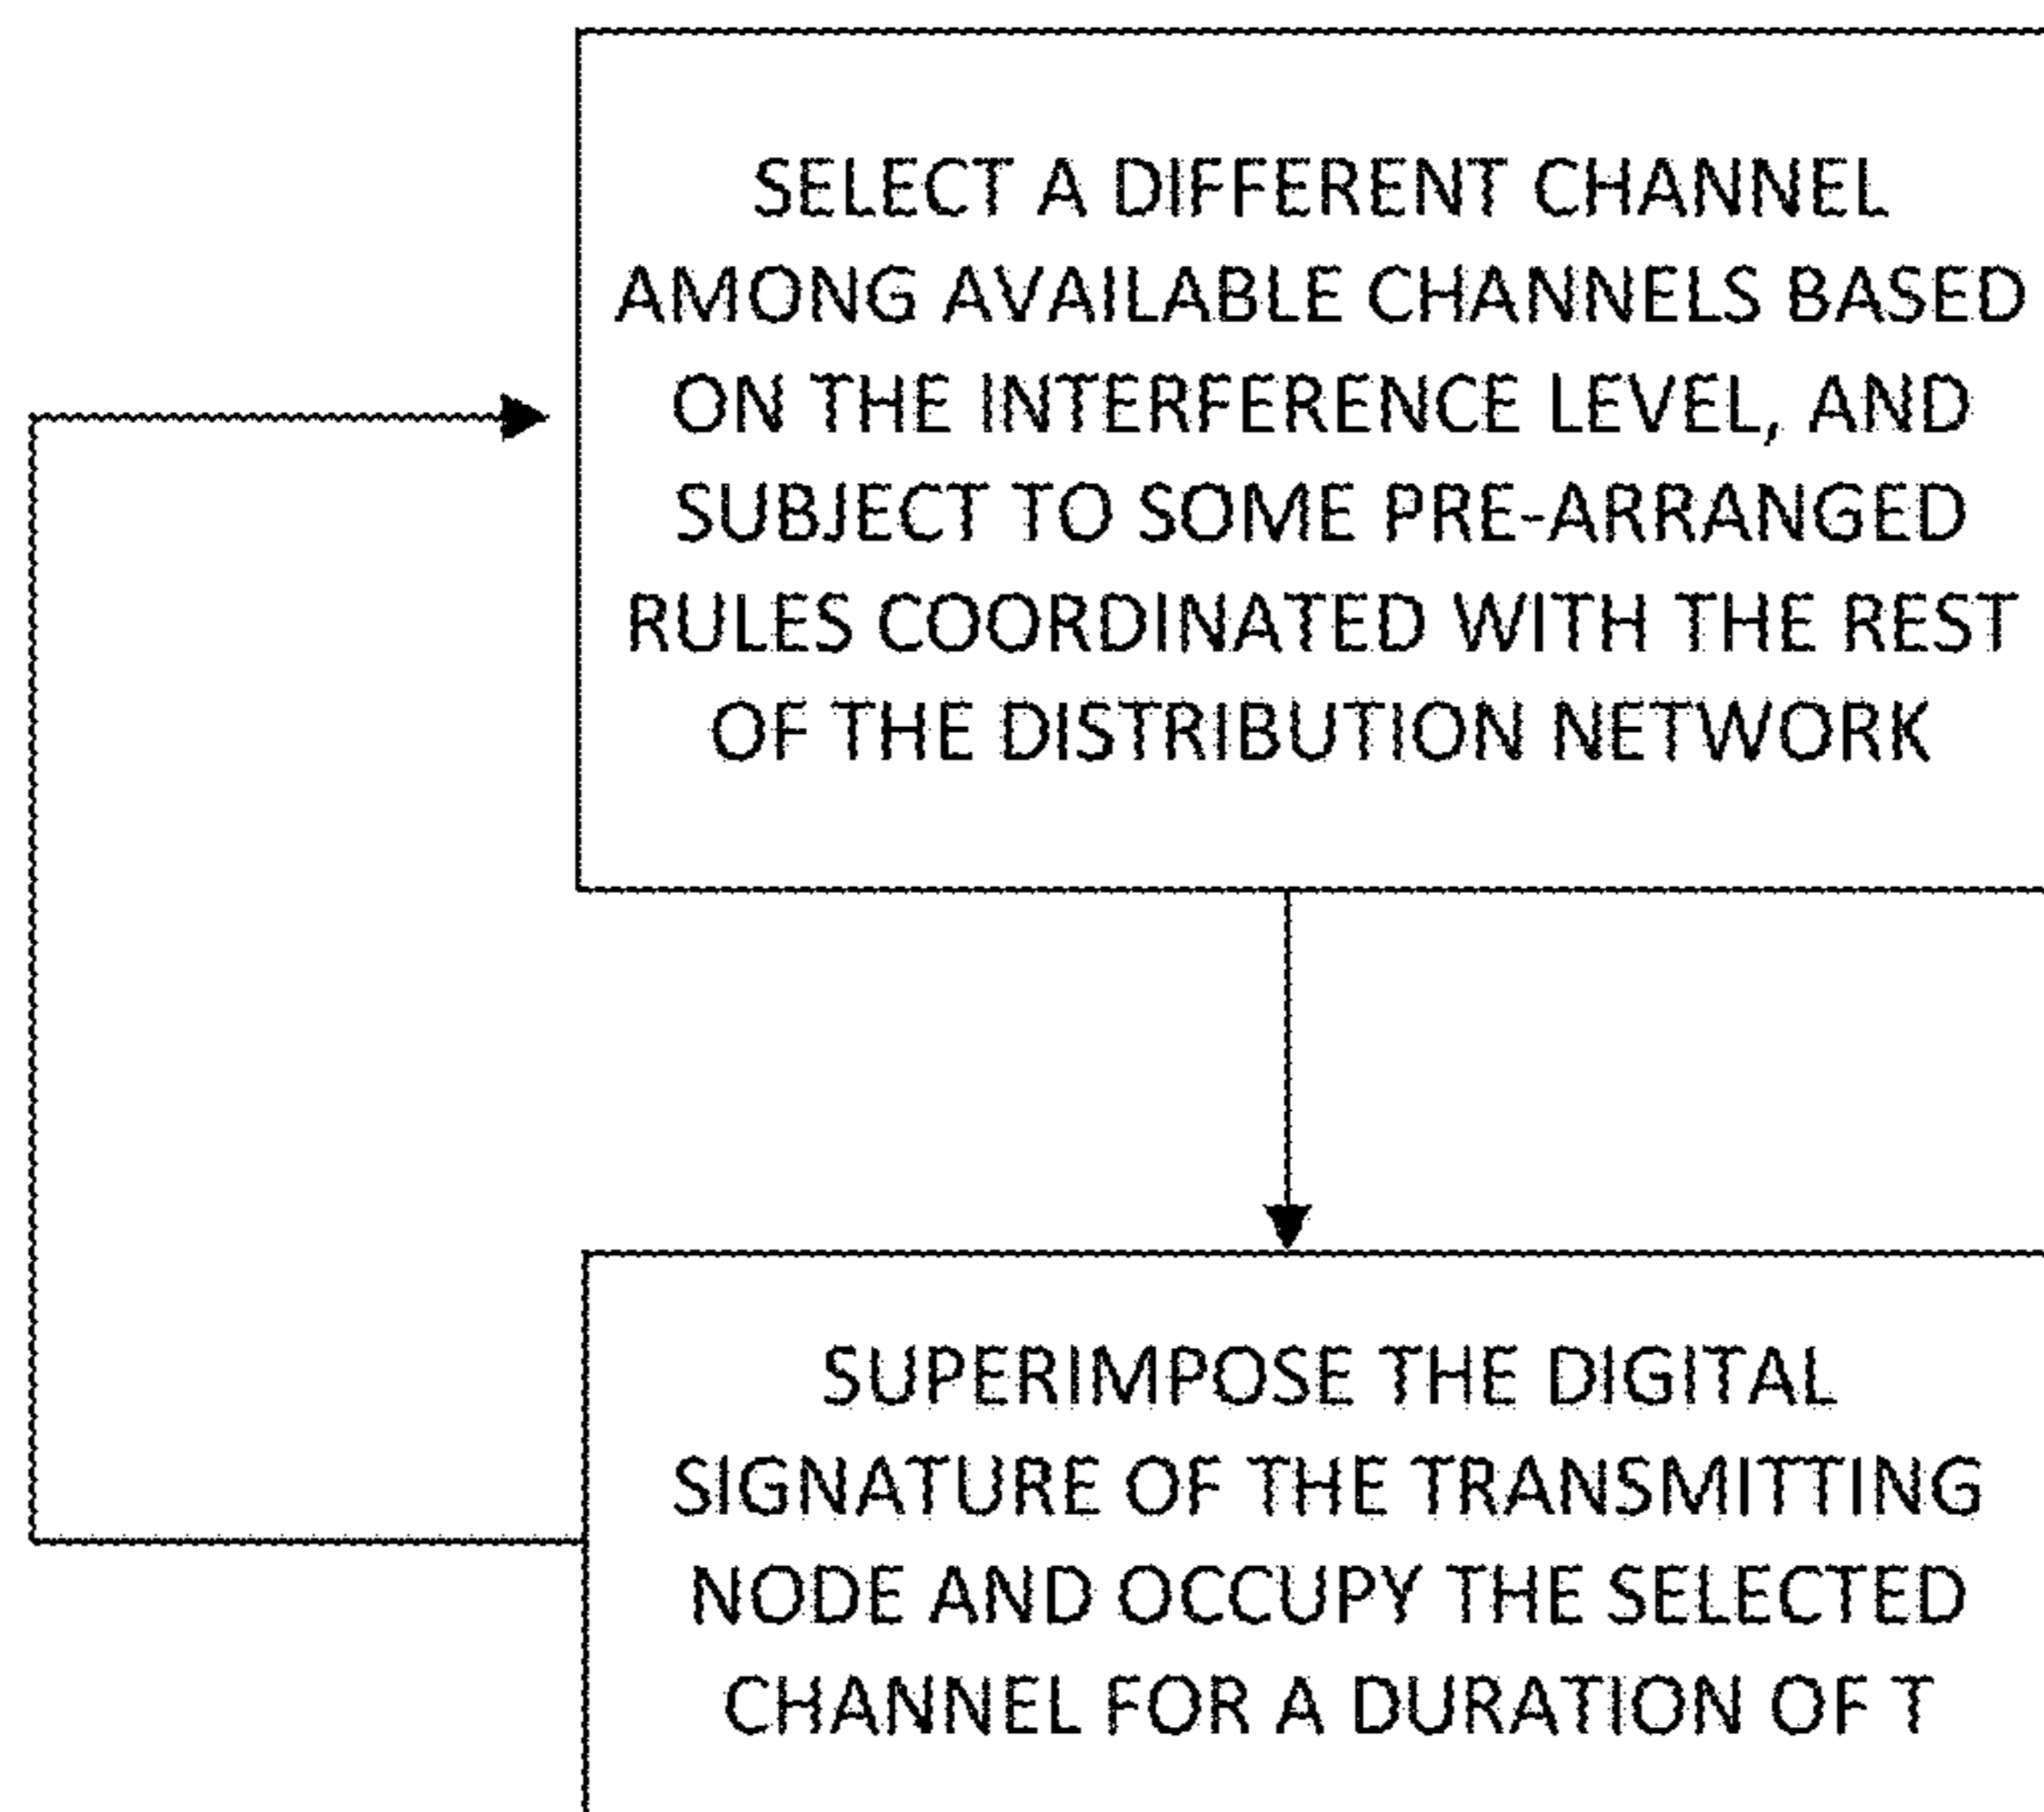 SELECT A DIFFERENT CHANNEL
AMONG AVAILABLE CHANNELS BASED
ON THE INTERFERENCE LEVEL, AND
SUBJECT TO SOME PRE-ARRANGED
RULES COORDINATED WITH THE REST
OF THE DISTRIBUTION NETWORK
SUPERIMPOSE THE DIGITAL
SIGNATURE OF THE TRANSMITTING
NODE AND OCCUPY THE SELECTED
CHANNEL FOR A DURATION OF T